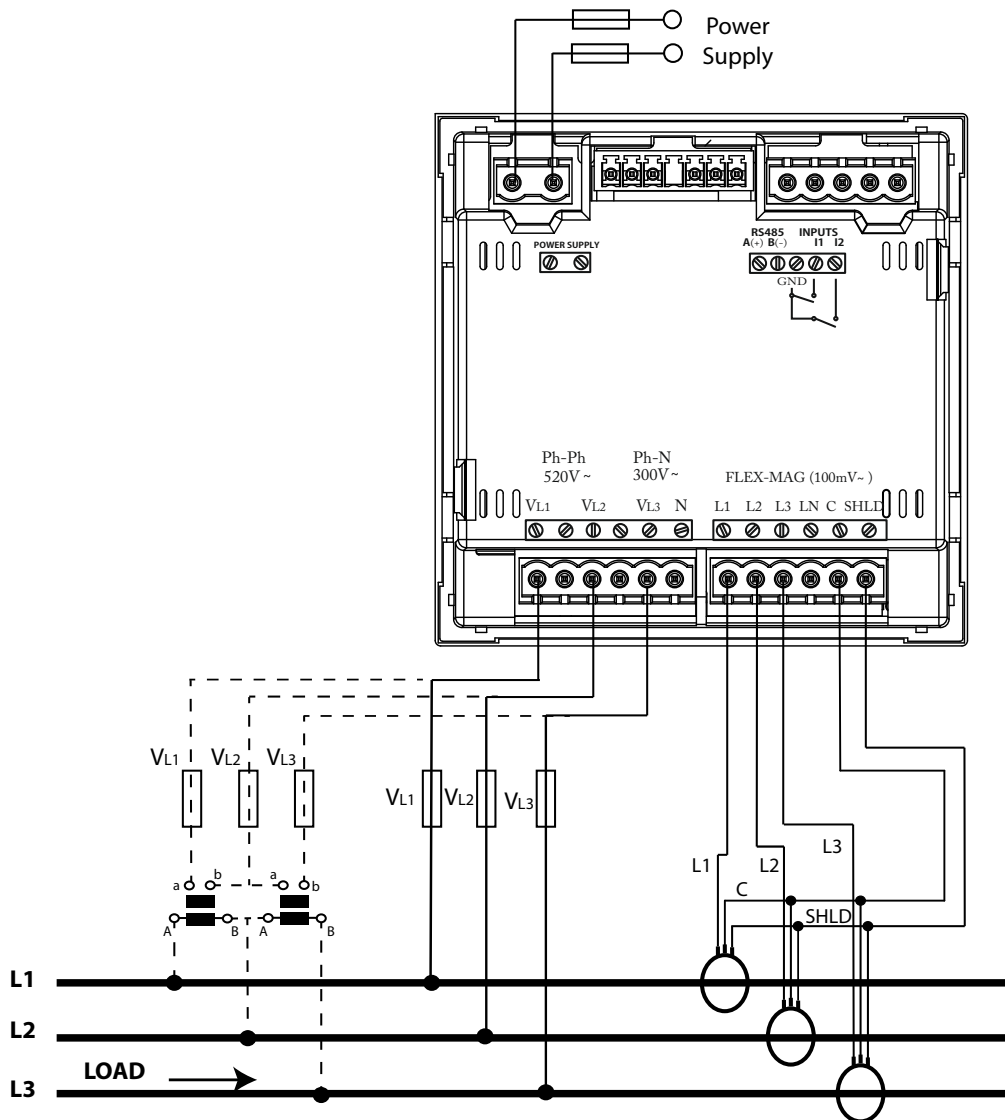 Power
Supply
POWER SUPPLY
RS485 INPUTS
A(+) B(-) I1 I2
GND
Ph-Ph
520V ~
Ph-N
300V ~
FLEX-MAG (100mV~ )
VL1 VL2 VL3 N
L1 L2 L3 LN C SHLD
VL1 VL2 VL3
VL1 VL2 VL3
L1 L2 L3
C
SHLD
a b a b
A B A B
L1
L2
LOAD
L3